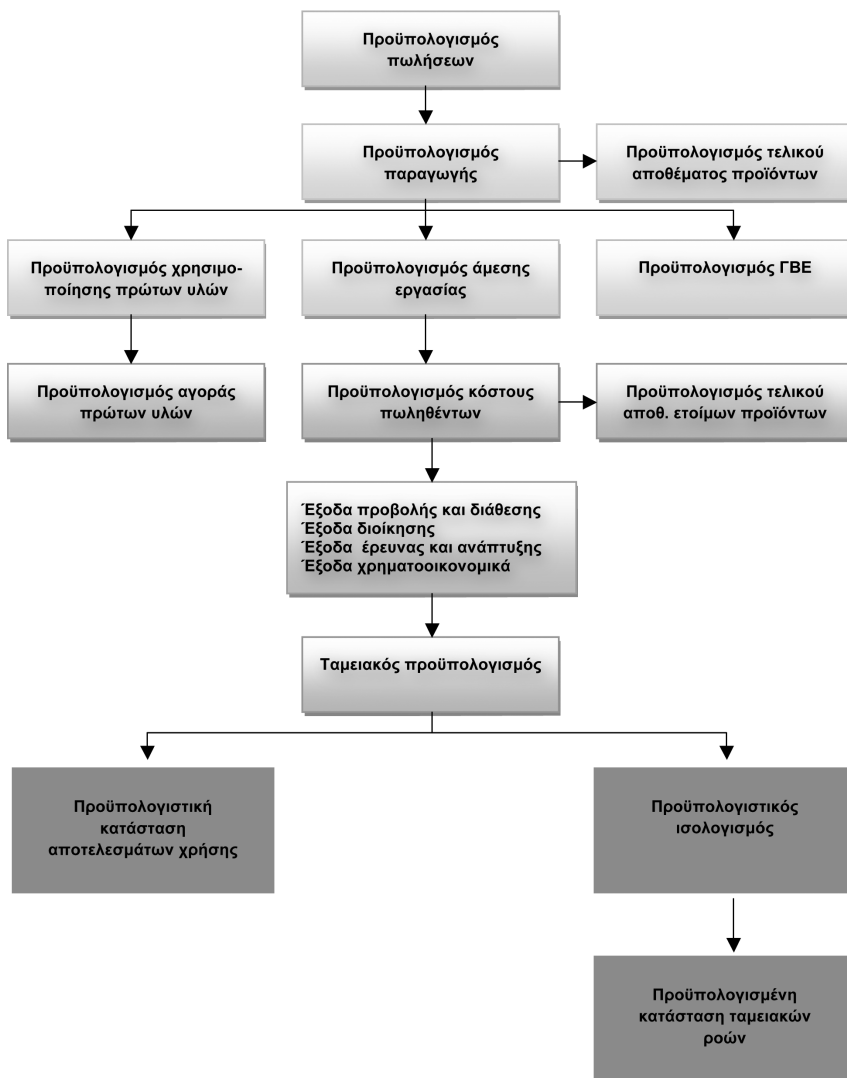 Προϋπολογισμός
πωλήσεων
Προϋπολογισμός
παραγωγής
Προϋπολογισμός τελικού
αποθέματος προϊόντων
Προϋπολογισμός χρησιμο-
ποίησης πρώτων υλών
Προϋπολογισμός άμεσης
εργασίας
Προϋπολογισμός ΓΒΕ
Προϋπολογισμός αγοράς
πρώτων υλών
Προϋπολογισμός κόστους
πωληθέντων
Προϋπολογισμός τελικού
αποθ. ετοίμων προϊόντων
Έξοδα προβολής και διάθεσης
Έξοδα διοίκησης
Έξοδα έρευνας και ανάπτυξης
Έξοδα χρηματοοικονομικά
Ταμειακός προϋπολογισμός
Προϋπολογιστική
κατάσταση
αποτελεσμάτων χρήσης
Προϋπολογιστικός
ισολογισμός
Προϋπολογισμένη
κατάσταση ταμειακών
ροών